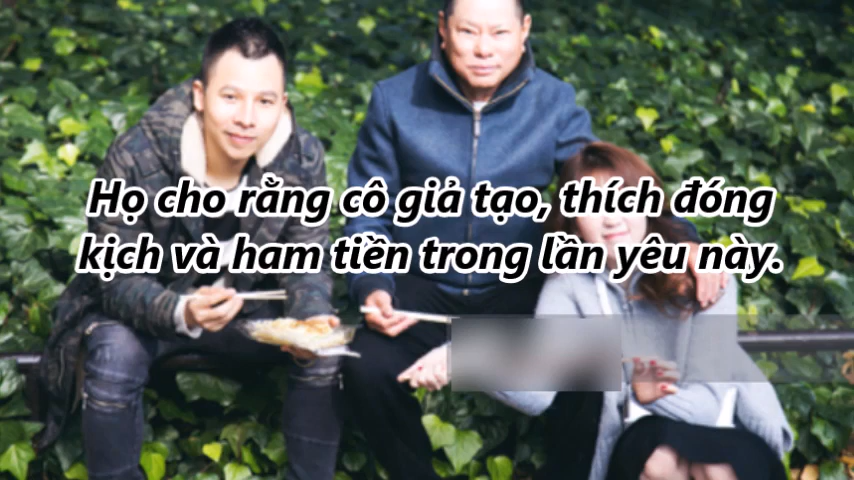 Họ cho rằng cô giả tạo, thích đóng
kịch và ham tiền trong lần yêu này.